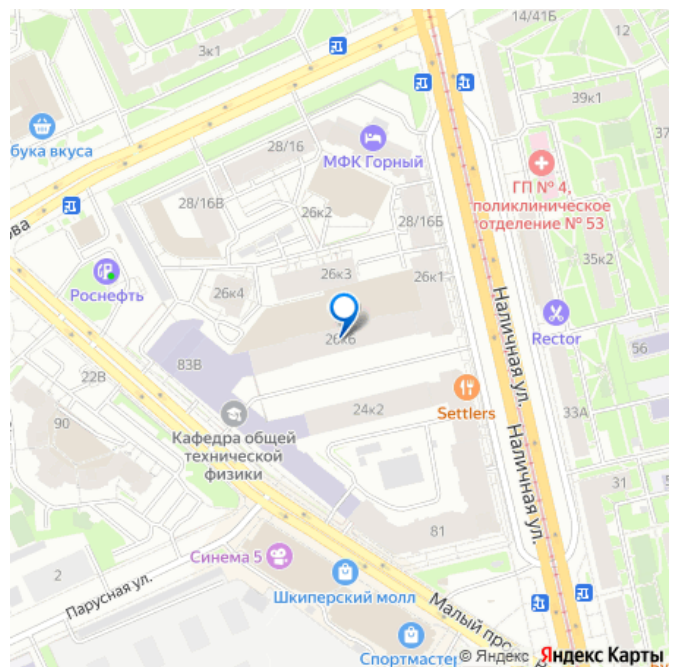 14/41Б
3к1
39к1
бука вкуса
28/16
МФК Горный
37
ГП № 4,
поликлиническое
отделение № 53
28/16В
26к2
28/16Б
ова
35к2
26к3
26к1
Роснефть
26к4
Наличная ул.
Rector
26к6
56
83В
22В
Settlers
24к2
33А
90
Кафедра общей
технической
физики
Наличная ул.
31
81
Синема 5
2
Парусная ул.
Шкиперский молл
Малый про
Спортмастер
© Яндекс Яндекс Карты